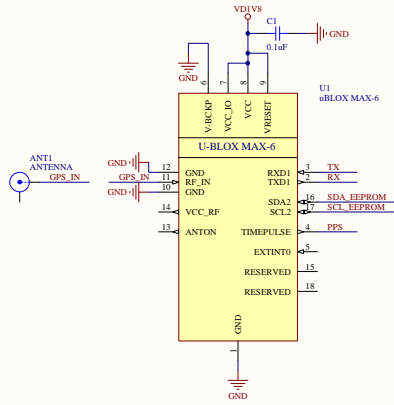 VD1V8
C1
0.1uF
GND
GND
6
7
8
9
V-BCKP
VCC_IO
VCC
VRESET
U1
uBLOX MAX-6
U-BLOX MAX-6
ANT1
ANTENNA
GPS_IN
GPS_IN
GND
12
11
10
GND
GND
RF_IN
GND
14
VCC_RF
13
ANTON
RXD1
3
TX
TXD1
2
RX
SDA2
16
SDA_EEPROM
SCL2
17
SCL_EEPROM
TIMEPULSE
4
PPS
EXTINT0
5
RESERVED
15
RESERVED
18
GND
1
GND